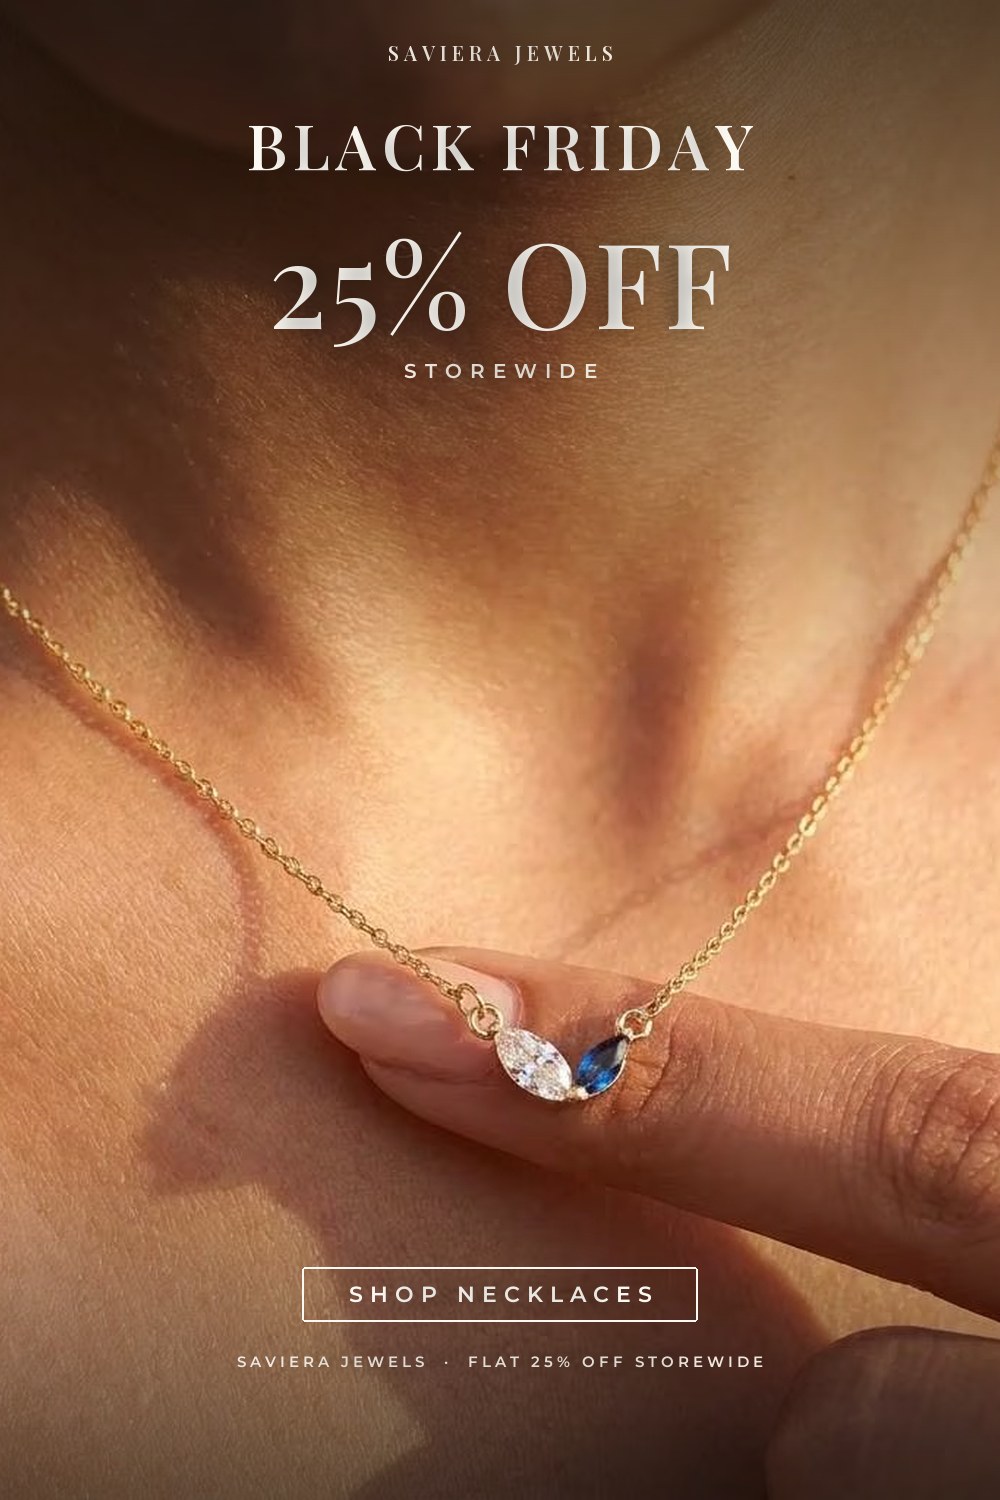 SAVIERA JEWELS
BLACK FRIDAY
25% OFF
STOREWIDE
SHOP NECKLACES
SAVIERA JEWELS · FLAT 25% OFF STOREWIDE